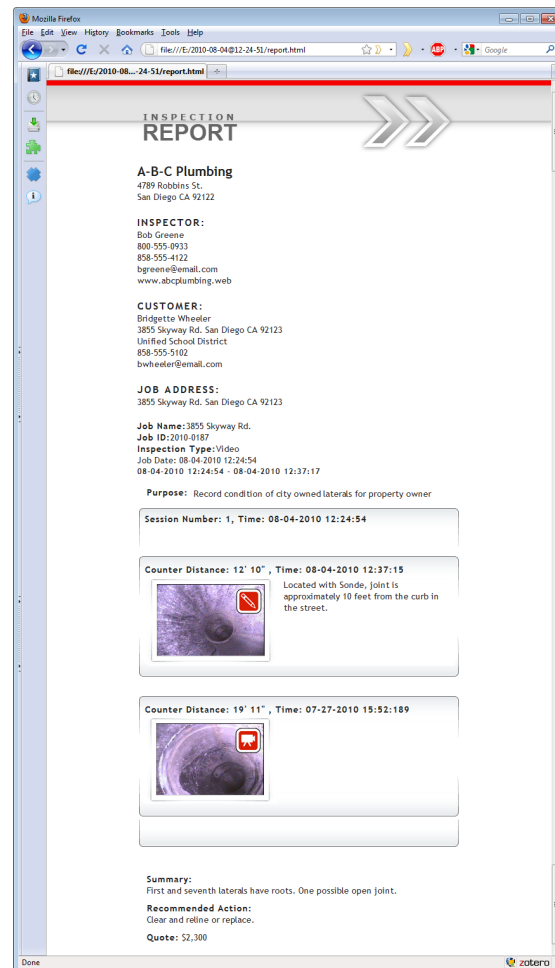 Mozilla Firefox
File Edit View History Bookmarks Tools Help
file:///E:/2010-08-04@12-24-51/report.html
ABP
Google
file:///E:/2010-08...-24-51/report.html
INSPECTION
REPORT
A-B-C Plumbing
4789 Robbins St.
San Diego CA 92122
INSPECTOR:
Bob Greene
800-555-0933
858-555-4122
bgreene@email.com
www.abcplumbing.web
CUSTOMER:
Bridgette Wheeler
3855 Skyway Rd. San Diego CA 92123
Unified School District
858-555-5102
bwheeler@email.com
JOB ADDRESS:
3855 Skyway Rd. San Diego CA 92123
Job Name:3855 Skyway Rd.
Job ID:2010-0187
Inspection Type:Video
Job Date: 08-04-2010 12:24:54
08-04-2010 12:24:54 - 08-04-2010 12:37:17
Purpose: Record condition of city owned laterals for property owner
Session Number: 1, Time: 08-04-2010 12:24:54
Counter Distance: 12' 10" , Time: 08-04-2010 12:37:15
Located with Sonde, joint is
approximately 10 feet from the curb in
the street.
Counter Distance: 19' 11" , Time: 07-27-2010 15:52:189
Summary:
First and seventh laterals have roots. One possible open joint.
Recommended Action:
Clear and reline or replace.
Quote: $2,300
Done
zotero